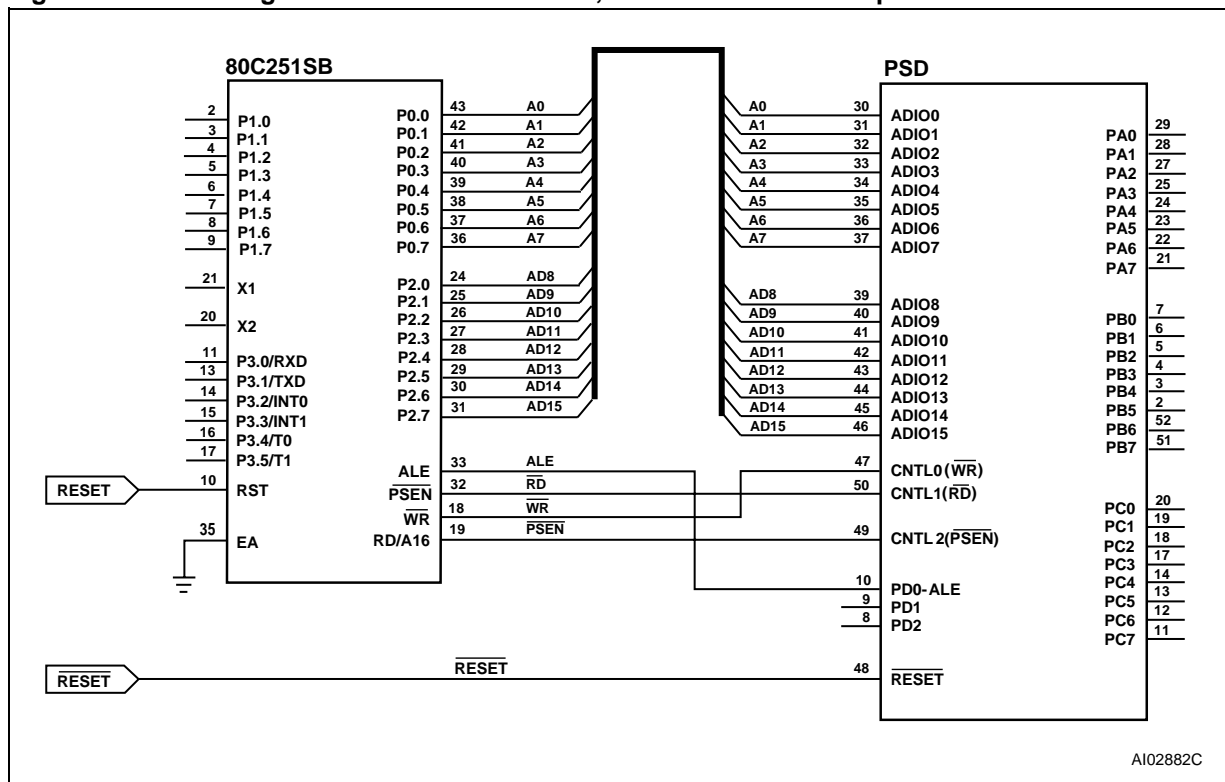 80C251SB
2 P1.0
3 P1.1
4 P1.2
5 P1.3
6 P1.4
7 P1.5
8 P1.6
9 P1.7
21 X1
20 X2
11 P3.0/RXD
13 P3.1/TXD
14 P3.2/INT0
15 P3.3/INT1
16 P3.4/T0
17 P3.5/T1
RESET 10 RST
35 EA
P0.0 43 A0
P0.1 42 A1
P0.2 41 A2
P0.3 40 A3
P0.4 39 A4
P0.5 38 A5
P0.6 37 A6
P0.7 36 A7
P2.0 24 AD8
P2.1 25 AD9
P2.2 26 AD10
P2.3 27 AD11
P2.4 28 AD12
P2.5 29 AD13
P2.6 30 AD14
P2.7 31 AD15
ALE 33 ALE
PSEN 32 RD
WR 18 WR
RD/A16 19 PSEN
PSD
A0 30 ADIO0
A1 31 ADIO1
A2 32 ADIO2
A3 33 ADIO3
A4 34 ADIO4
A5 35 ADIO5
A6 36 ADIO6
A7 37 ADIO7
AD8 39 ADIO8
AD9 40 ADIO9
AD10 41 ADIO10
AD11 42 ADIO11
AD12 43 ADIO12
AD13 44 ADIO13
AD14 45 ADIO14
AD15 46 ADIO15
47 CNTL0(WR)
50 CNTL1(RD)
49 CNTL 2(PSEN)
10 PD0-ALE
9 PD1
8 PD2
RESET RESET 48 RESET
PA0 29
PA1 28
PA2 27
PA3 25
PA4 24
PA5 23
PA6 22
PA7 21
PB0 7
PB1 6
PB2 5
PB3 4
PB4 3
PB5 2
PB6 52
PB7 51
PC0 20
PC1 19
PC2 18
PC3 17
PC4 14
PC5 13
PC6 12
PC7 11
AI02882C